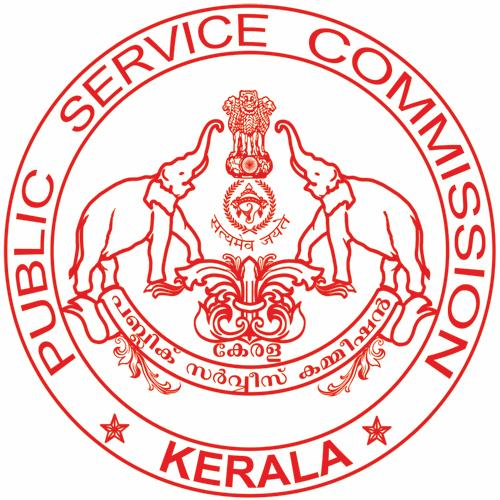 PUBLIC SERVICE COMMISSION
सत्यमेव जयते
കേരള
പബ്ലിക് സർവ്വീസ് കമ്മീഷൻ
KERALA